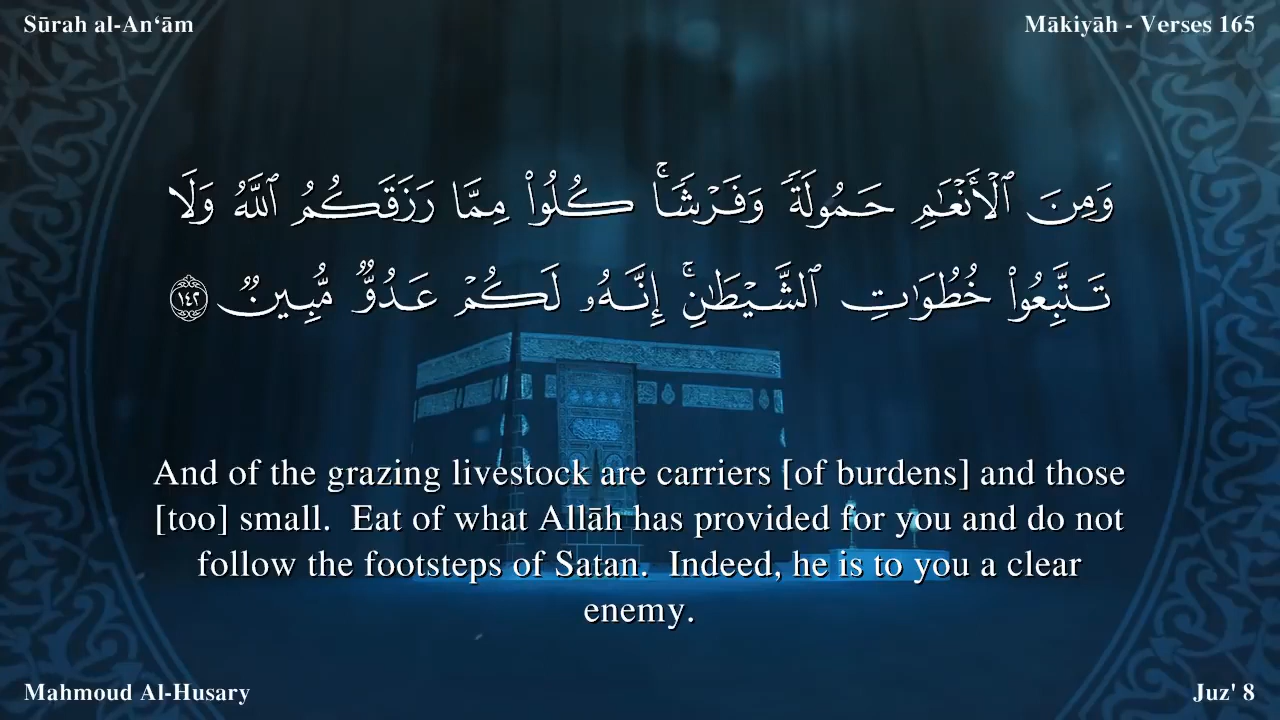 Sūrah al-An‘ām
Mākiyāh - Verses 165
وَمِنَ ٱلْأَنْعَـٰمِ حَمُولَةًۭ وَفَرْشًۭا ۚ كُلُوا۟ مِمَّا رَزَقَكُمُ ٱللَّهُ وَلَا
تَتَّبِعُوا۟ خُطُوَٰتِ ٱلشَّيْطَـٰنِ ۚ إِنَّهُۥ لَكُمْ عَدُوٌّۭ مُّبِينٌۭ ١٤٢
And of the grazing livestock are carriers [of burdens] and those
[too] small.  Eat of what Allāh has provided for you and do not
follow the footsteps of Satan.  Indeed, he is to you a clear
enemy.
Mahmoud Al-Husary
Juz' 8